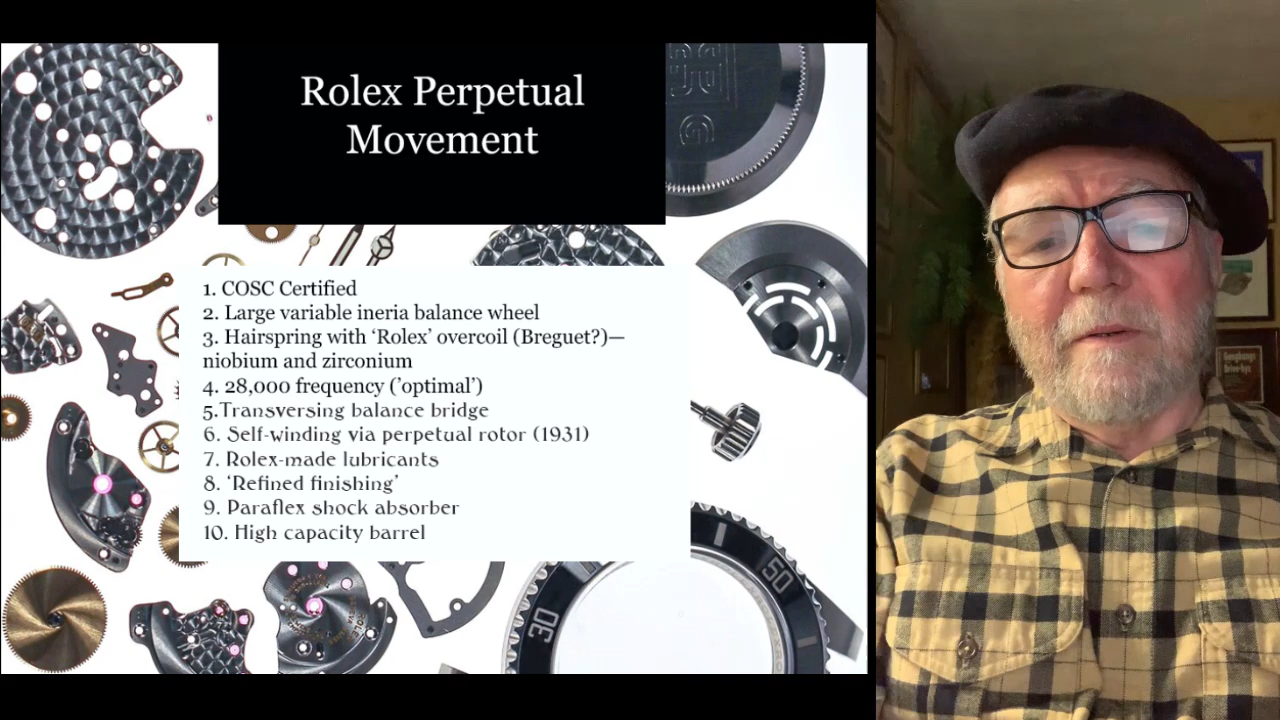 Rolex Perpetual
Movement
1. COSC Certified
2. Large variable ineria balance wheel
3. Hairspring with ‘Rolex’ overcoil (Breguet?)—
niobium and zirconium
4. 28,000 frequency (’optimal’)
5.Transversing balance bridge
6. Self-winding via perpetual rotor (1931)
7. Rolex-made lubricants
8. ‘Refined finishing’
9. Paraflex shock absorber
10. High capacity barrel
30
50